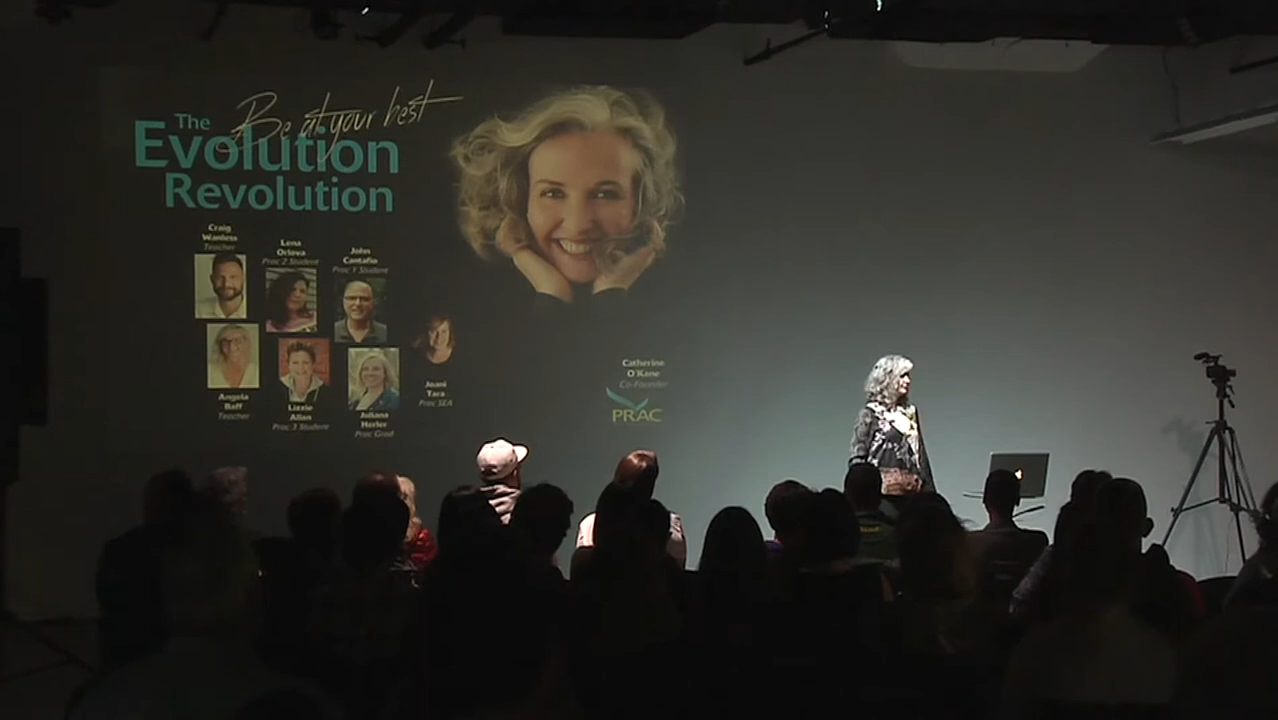 Be at your best
The
Evolution
Revolution
Craig
Wanless
Teacher
Lena
Orlova
Prac 2 Student
John
Cantafio
Prac 1 Student
Angela
Baff
Teacher
Lizzie
Allan
Prac 3 Student
Juliana
Herler
Prac Grad
Joani
Tara
Prac SEA
Catherine
O'Kane
Co-Founder
PRAC